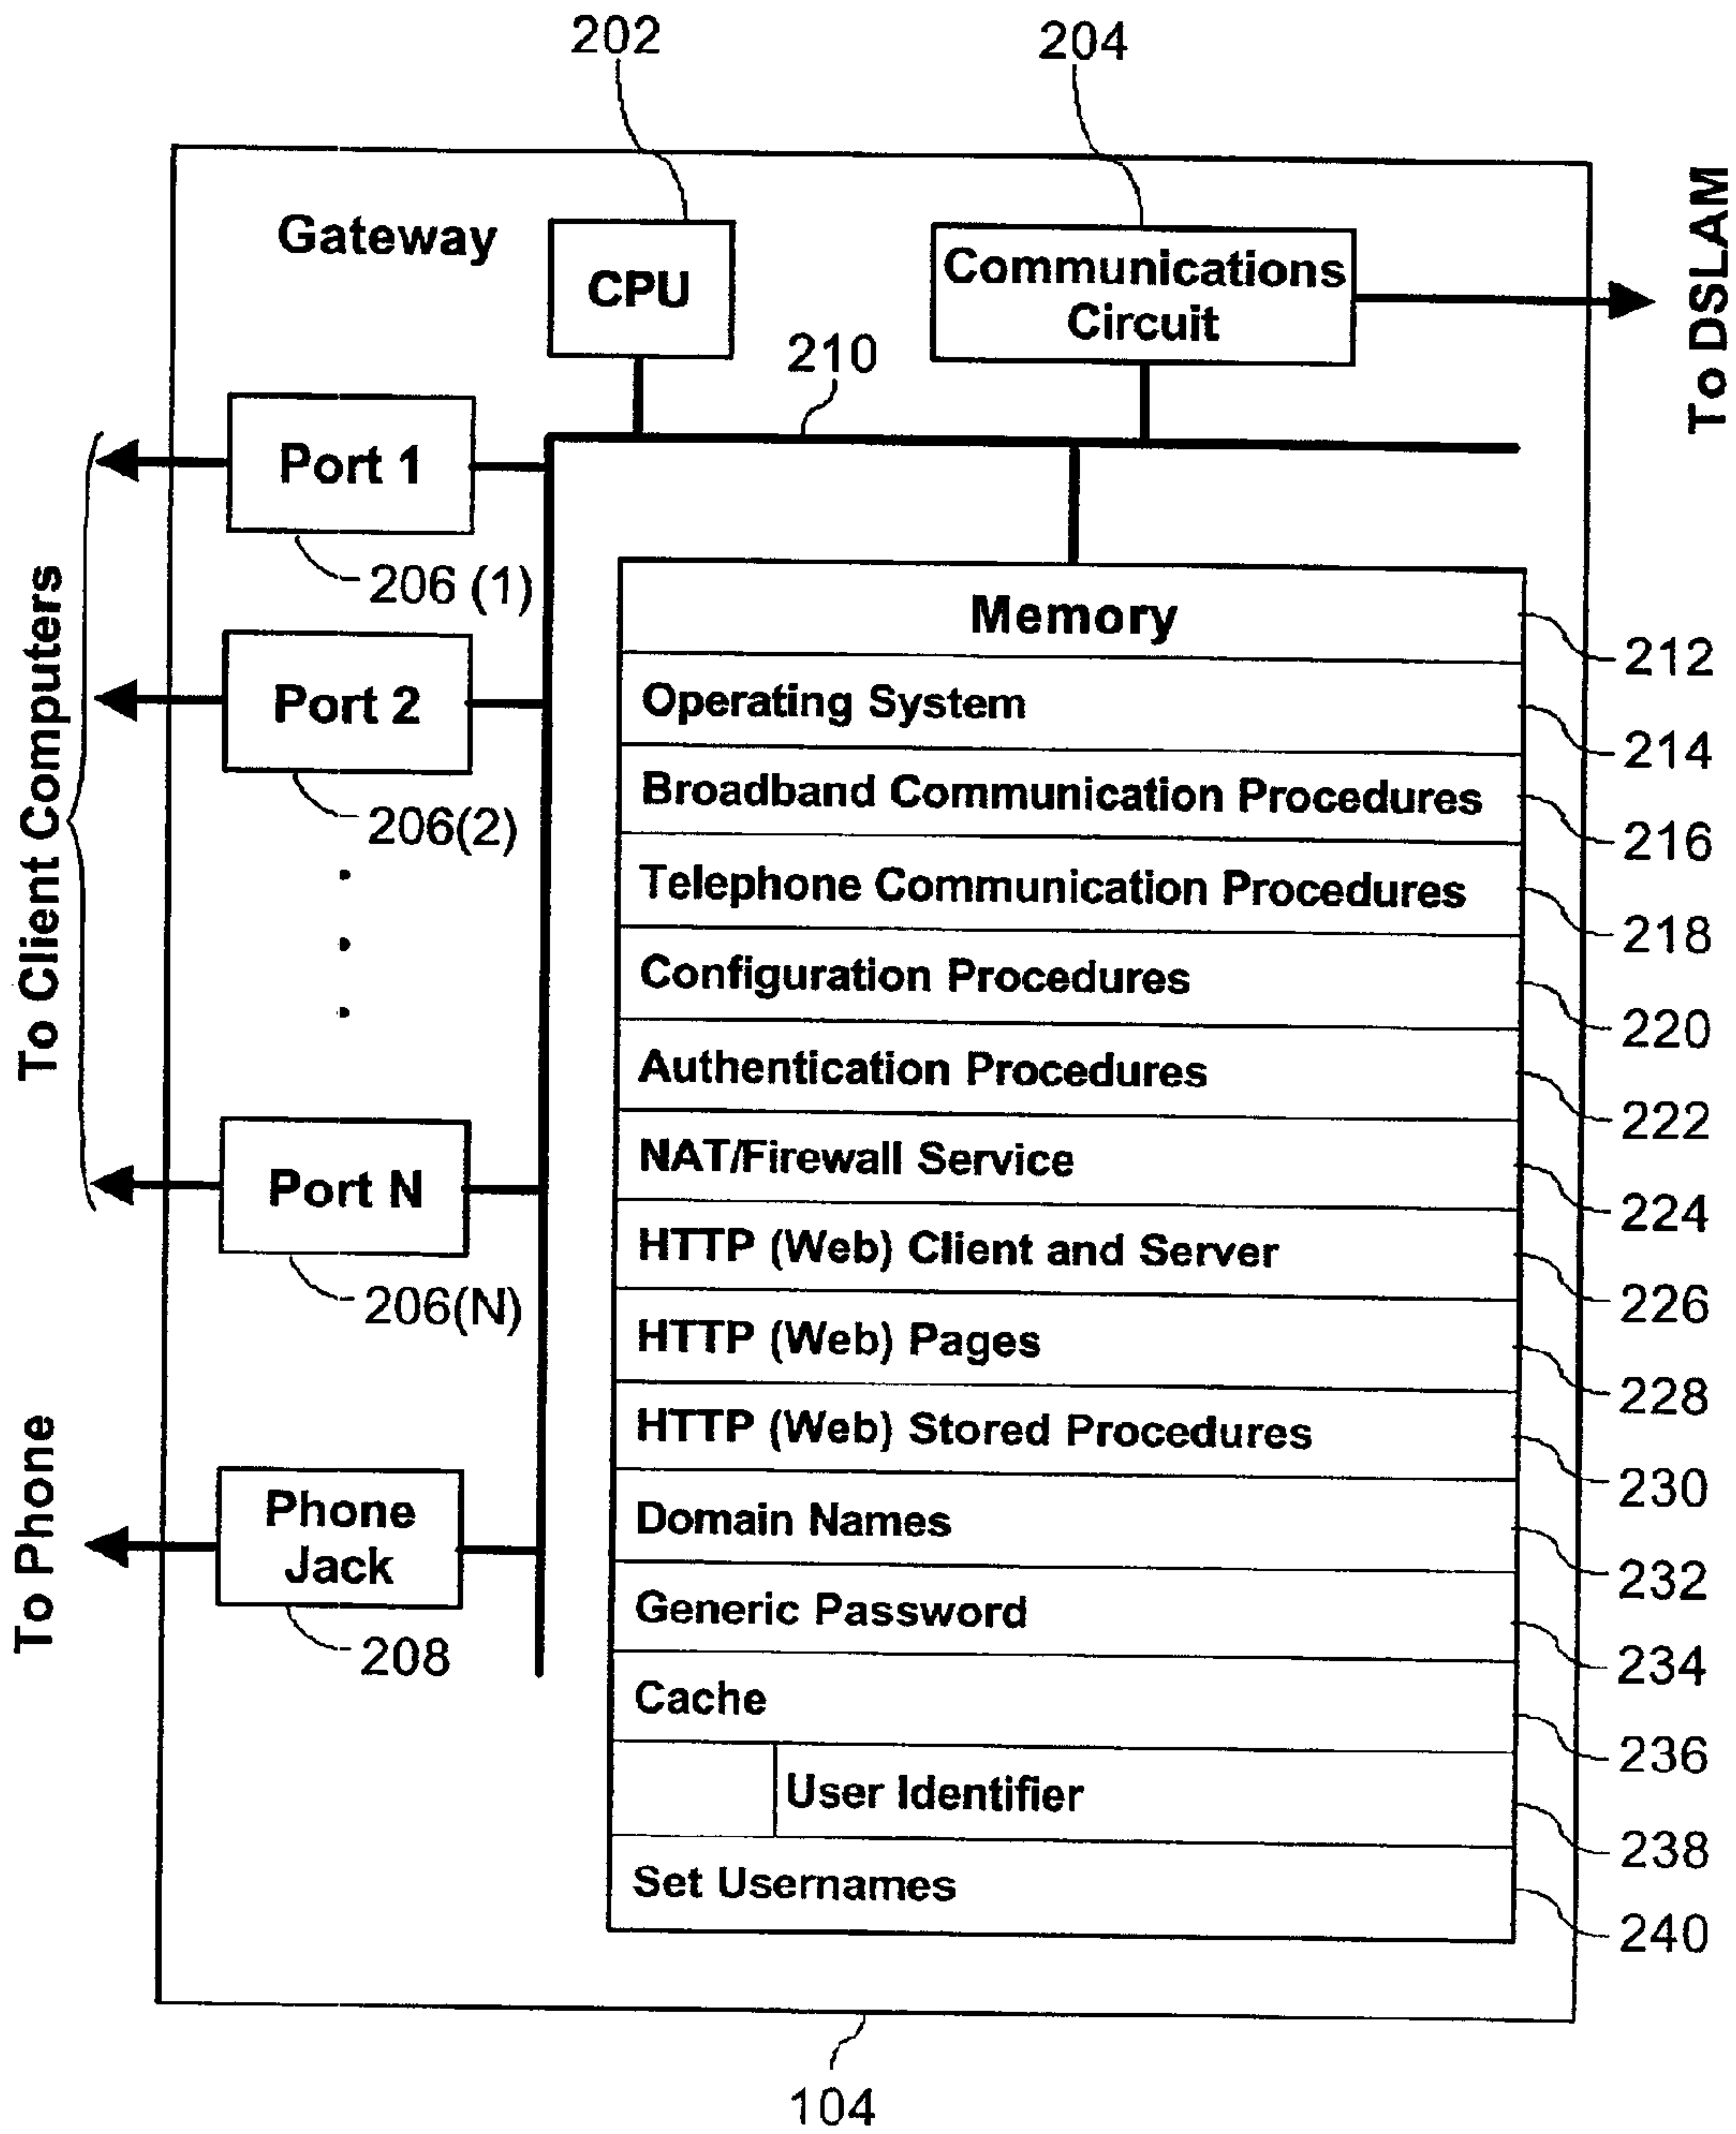 202
204
Gateway
CPU
Communications
Circuit
To DSLAM
210
Port 1
206 (1)
Port 2
206(2)
To Client Computers
Port N
206(N)
To Phone
Phone
Jack
208
Memory
212
Operating System
214
Broadband Communication Procedures
216
Telephone Communication Procedures
218
Configuration Procedures
220
Authentication Procedures
222
NAT/Firewall Service
224
HTTP (Web) Client and Server
226
HTTP (Web) Pages
228
HTTP (Web) Stored Procedures
230
Domain Names
232
Generic Password
234
Cache
236
User Identifier
238
Set Usernames
240
104